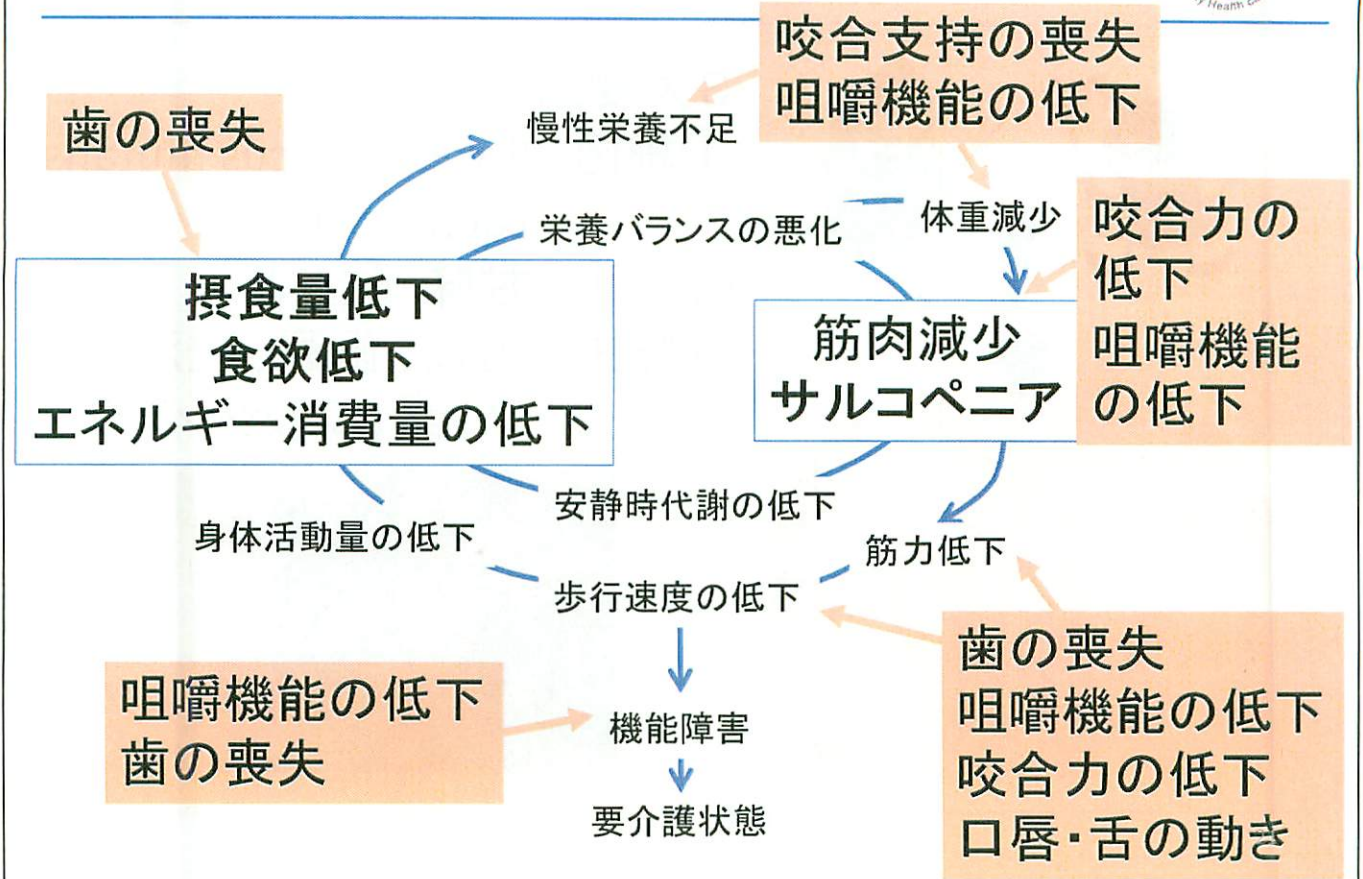 y Health
咬合支持の喪失
咀嚼機能の低下
歯の喪失
慢性栄養不足
体重減少
栄養バランスの悪化
咬合力の
低下
咀嚼機能
の低下
摂食量低下
食欲低下
エネルギー消費量の低下
筋肉減少
サルコペニア
安静時代謝の低下
身体活動量の低下
筋力低下
歩行速度の低下
歯の喪失
咀嚼機能の低下
咬合力の低下
口唇・舌の動き
咀嚼機能の低下
歯の喪失
機能障害
要介護状態